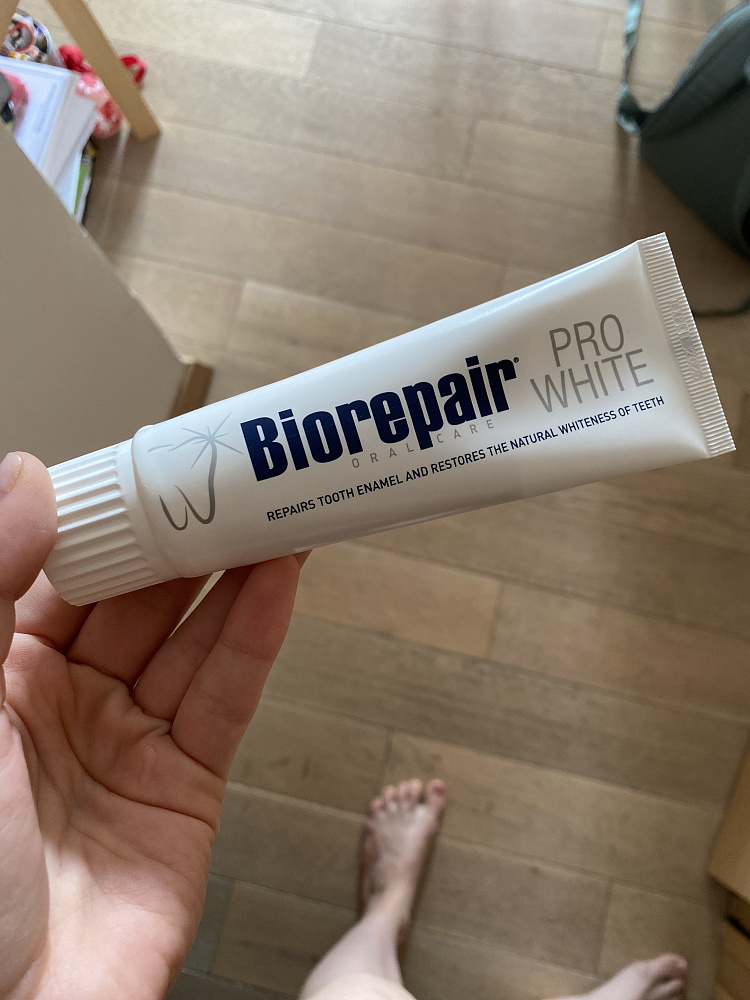 Biorepair®
ORAL CARE
PRO
WHITE
REPAIRS TOOTH ENAMEL AND RESTORES THE NATURAL WHITENESS OF TEETH